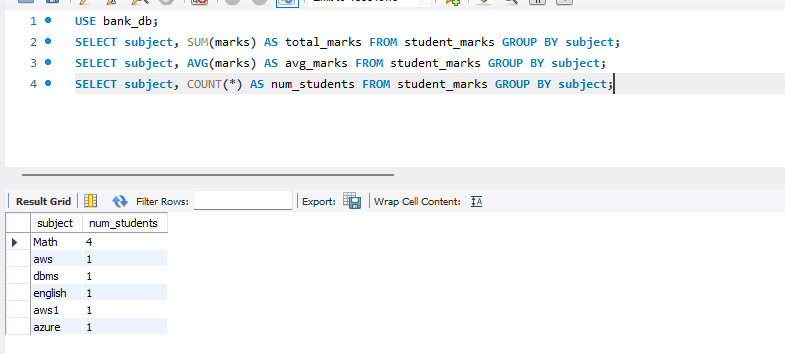 1 USE bank_db;
2 SELECT subject, SUM(marks) AS total_marks FROM student_marks GROUP BY subject;
3 SELECT subject, AVG(marks) AS avg_marks FROM student_marks GROUP BY subject;
4 SELECT subject, COUNT(*) AS num_students FROM student_marks GROUP BY subject;
Result Grid Filter Rows: Export: Wrap Cell Content:
subject num_students
Math 4
aws 1
dbms 1
english 1
aws1 1
azure 1